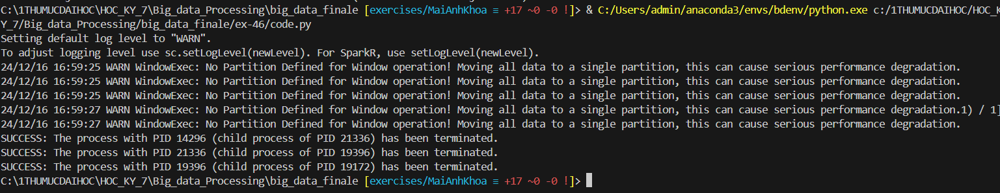 C:\1THUMUCDAIHOC\HOC_KY_7\Big_data_Processing\big_data_finale [exercises/MaiAnhKhoa ≡ +17 ~0 -0 !]> & C:/Users/admin/anaconda3/envs/bdenv/python.exe c:/1THUMUCDAIHOC/HOC_K
Y_7/Big_data_Processing/big_data_finale/ex-46/code.py
Setting default log level to "WARN".
To adjust logging level use sc.setLogLevel(newLevel). For SparkR, use setLogLevel(newLevel).
24/12/16 16:59:25 WARN WindowExec: No Partition Defined for Window operation! Moving all data to a single partition, this can cause serious performance degradation.
24/12/16 16:59:25 WARN WindowExec: No Partition Defined for Window operation! Moving all data to a single partition, this can cause serious performance degradation.
24/12/16 16:59:25 WARN WindowExec: No Partition Defined for Window operation! Moving all data to a single partition, this can cause serious performance degradation.
24/12/16 16:59:27 WARN WindowExec: No Partition Defined for Window operation! Moving all data to a single partition, this can cause serious performance degradation.1) / 1]
24/12/16 16:59:27 WARN WindowExec: No Partition Defined for Window operation! Moving all data to a single partition, this can cause serious performance degradation.
SUCCESS: The process with PID 14296 (child process of PID 21336) has been terminated.
SUCCESS: The process with PID 21336 (child process of PID 19396) has been terminated.
SUCCESS: The process with PID 19396 (child process of PID 19172) has been terminated.
C:\1THUMUCDAIHOC\HOC_KY_7\Big_data_Processing\big_data_finale [exercises/MaiAnhKhoa ≡ +17 ~0 -0 !]>